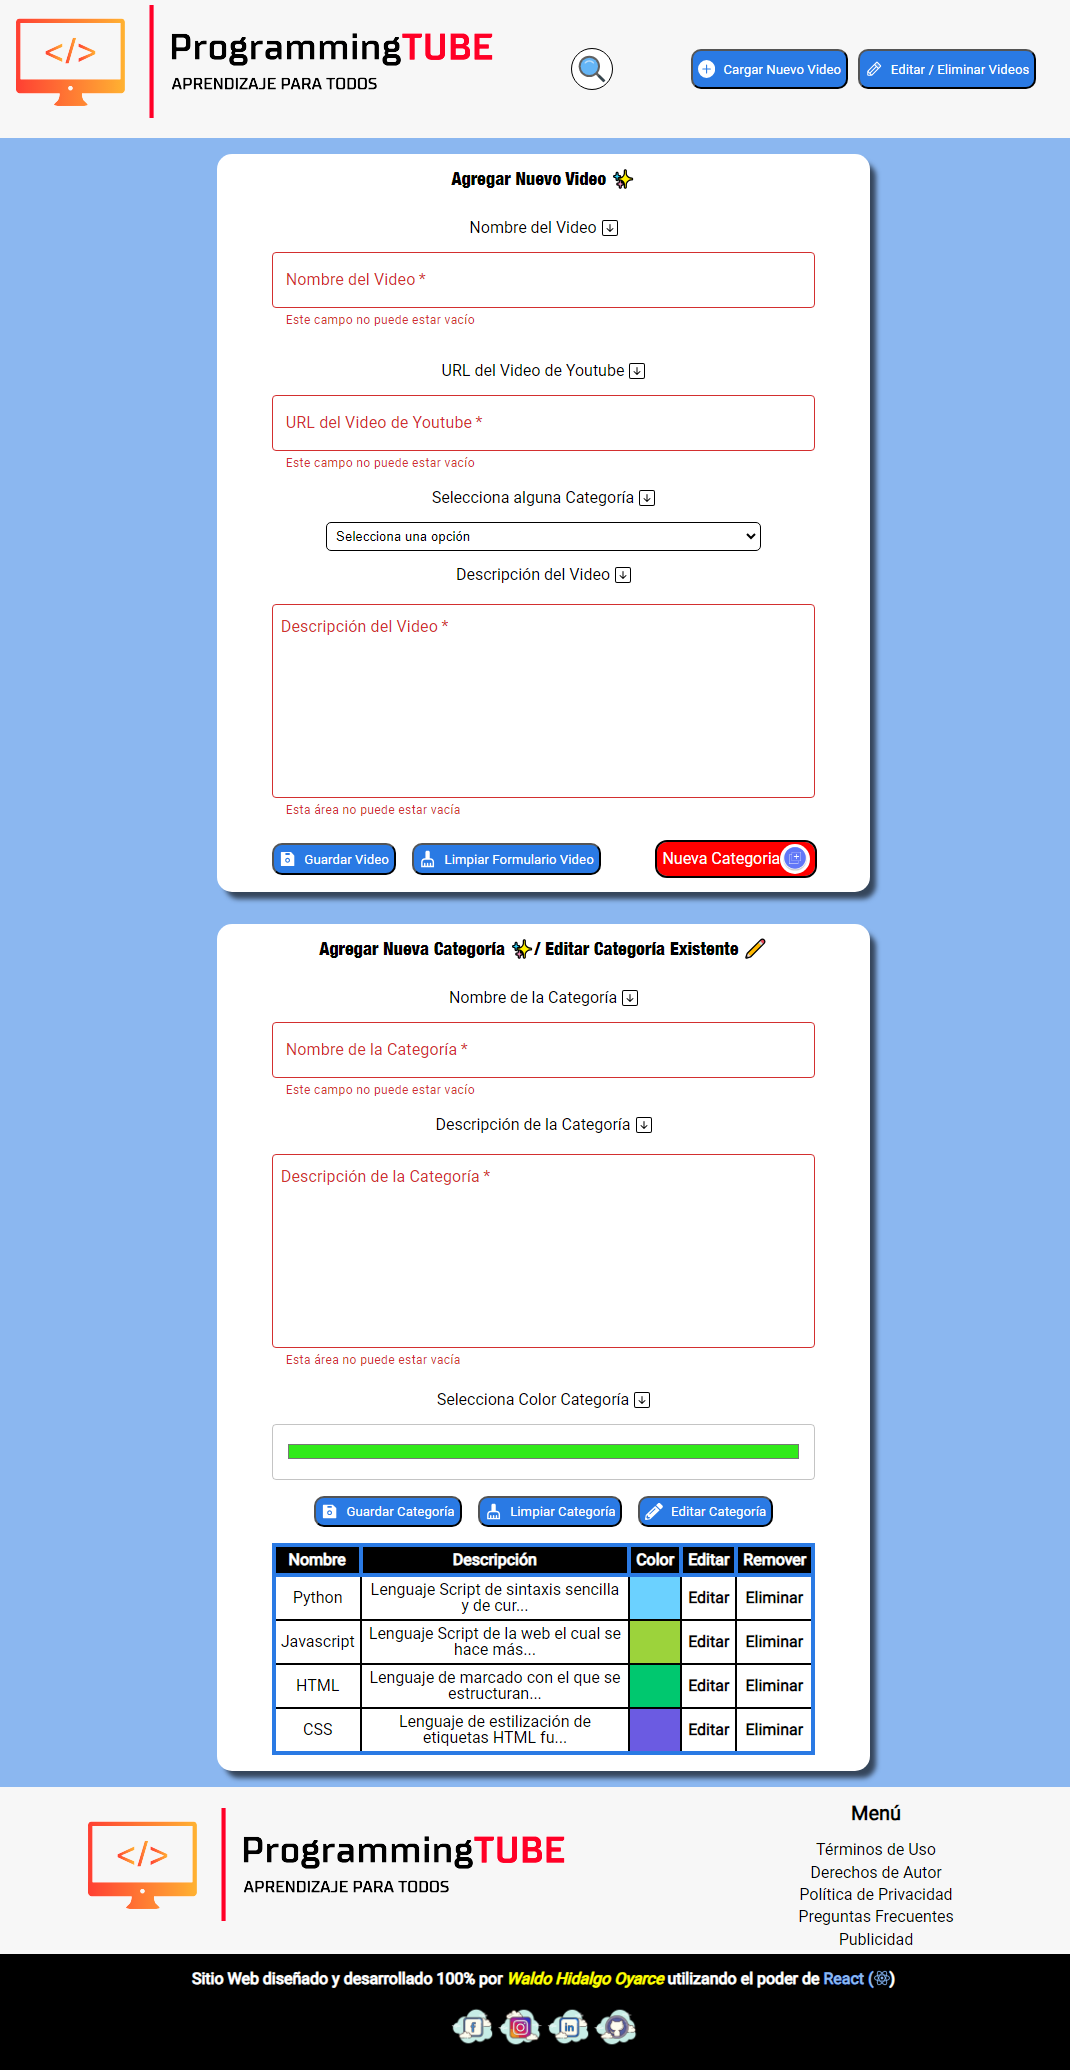 </>
ProgrammingTUBE
APRENDIZAJE PARA TODOS
Cargar Nuevo Video
Editar / Eliminar Videos
Agregar Nuevo Video ✨
Nombre del Video
Nombre del Video *
Este campo no puede estar vacío
URL del Video de Youtube
URL del Video de Youtube *
Este campo no puede estar vacío
Selecciona alguna Categoría
Selecciona una opción
Descripción del Video
Descripción del Video *
Esta área no puede estar vacía
Guardar Video
Limpiar Formulario Video
Nueva Categoria
Agregar Nueva Categoría ✨/ Editar Categoría Existente ✏️
Nombre de la Categoría
Nombre de la Categoría *
Este campo no puede estar vacío
Descripción de la Categoría
Descripción de la Categoría *
Esta área no puede estar vacía
Selecciona Color Categoría
Guardar Categoría
Limpiar Categoría
Editar Categoría
Nombre Descripción Color Editar Remover
Python Lenguaje Script de sintaxis sencilla y de cur... Editar Eliminar
Javascript Lenguaje Script de la web el cual se hace más... Editar Eliminar
HTML Lenguaje de marcado con el que se estructuran... Editar Eliminar
CSS Lenguaje de estilización de etiquetas HTML fu... Editar Eliminar
</>
ProgrammingTUBE
APRENDIZAJE PARA TODOS
Menú
Términos de Uso
Derechos de Autor
Política de Privacidad
Preguntas Frecuentes
Publicidad
Sitio Web diseñado y desarrollado 100% por Waldo Hidalgo Oyarce utilizando el poder de React (⚛)